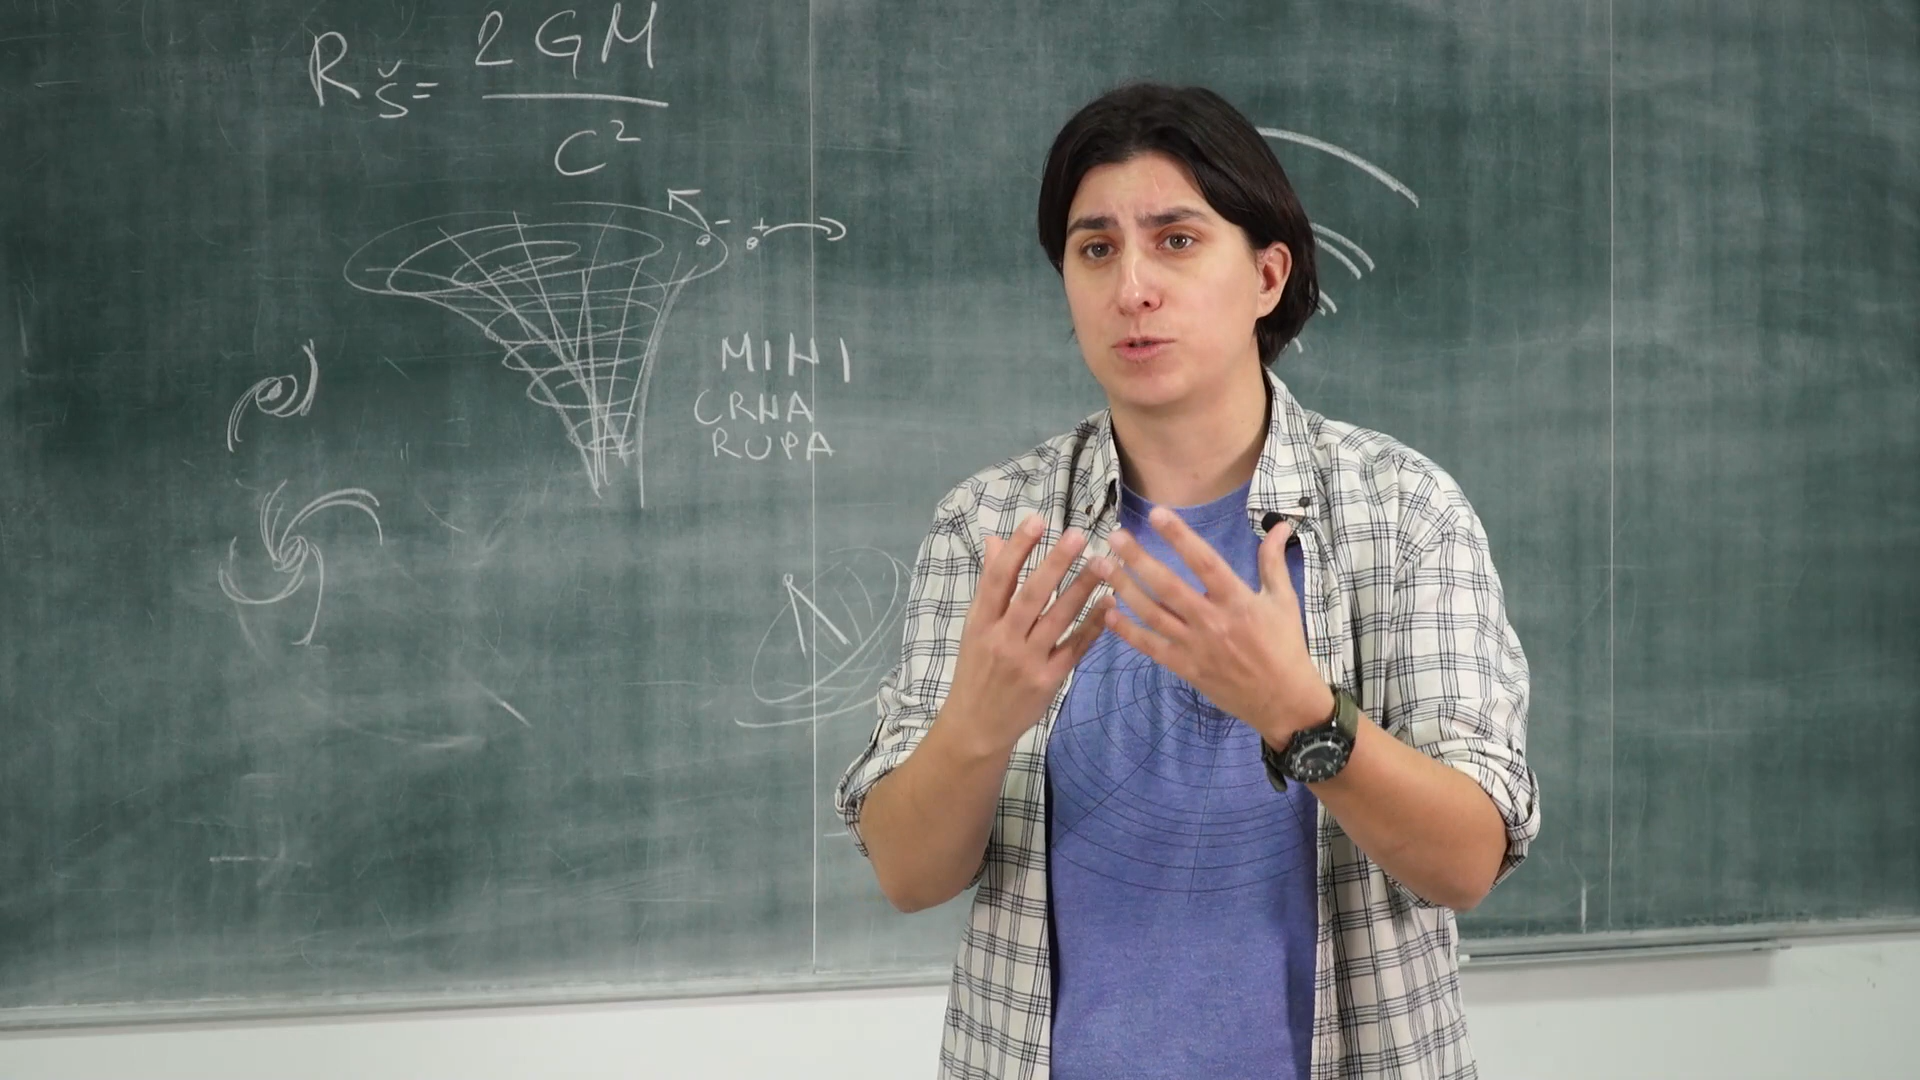 Rš = 2GM
C²
- +
MINI
CRNA
RUPA